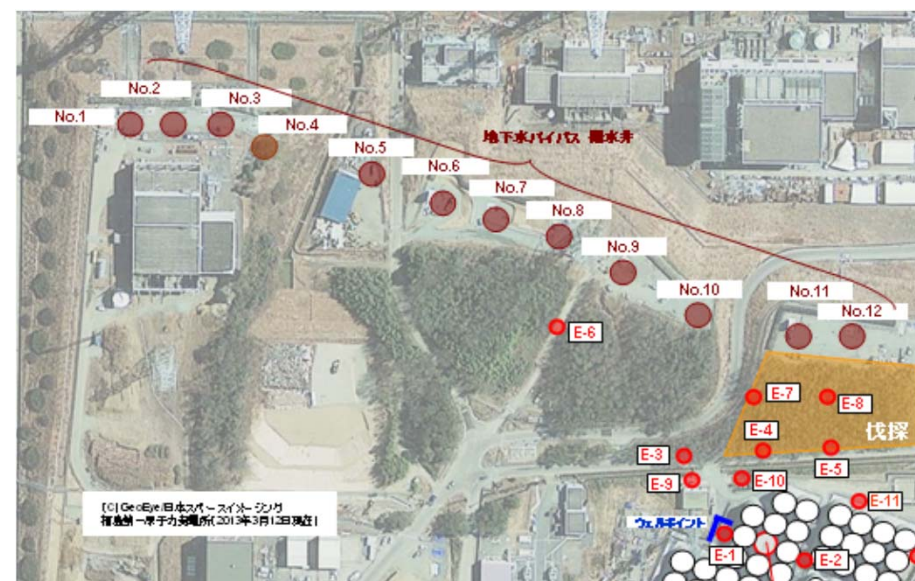 No.2
No.3
No.1
No.4
No.5
地下水バイパス 揚水井
No.6
No.7
No.8
No.9
No.10
No.11
No.12
E-6
E-7
E-8
伐採
E-4
E-3
E-5
E-9
E-10
E-11
(C)GeoEye/日本スペースイメージング
福島第一原子力発電所(2013年3月12日現在)
ウェルポイント
E-1
E-2